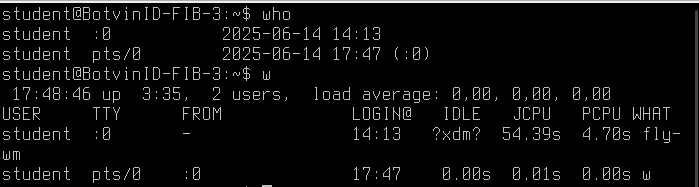 student@BotvinID-FIB-3:~$ who
student  :0           2025-06-14 14:13
student  pts/0        2025-06-14 17:47 (:0)
student@BotvinID-FIB-3:~$ w
 17:48:46 up  3:35,  2 users,  load average: 0,00, 0,00, 0,00
USER     TTY      FROM             LOGIN@   IDLE   JCPU   PCPU WHAT
student  :0       -                14:13   ?xdm?  54.39s  4.70s fly-
wm
student  pts/0    :0               17:47    0.00s  0.01s  0.00s w